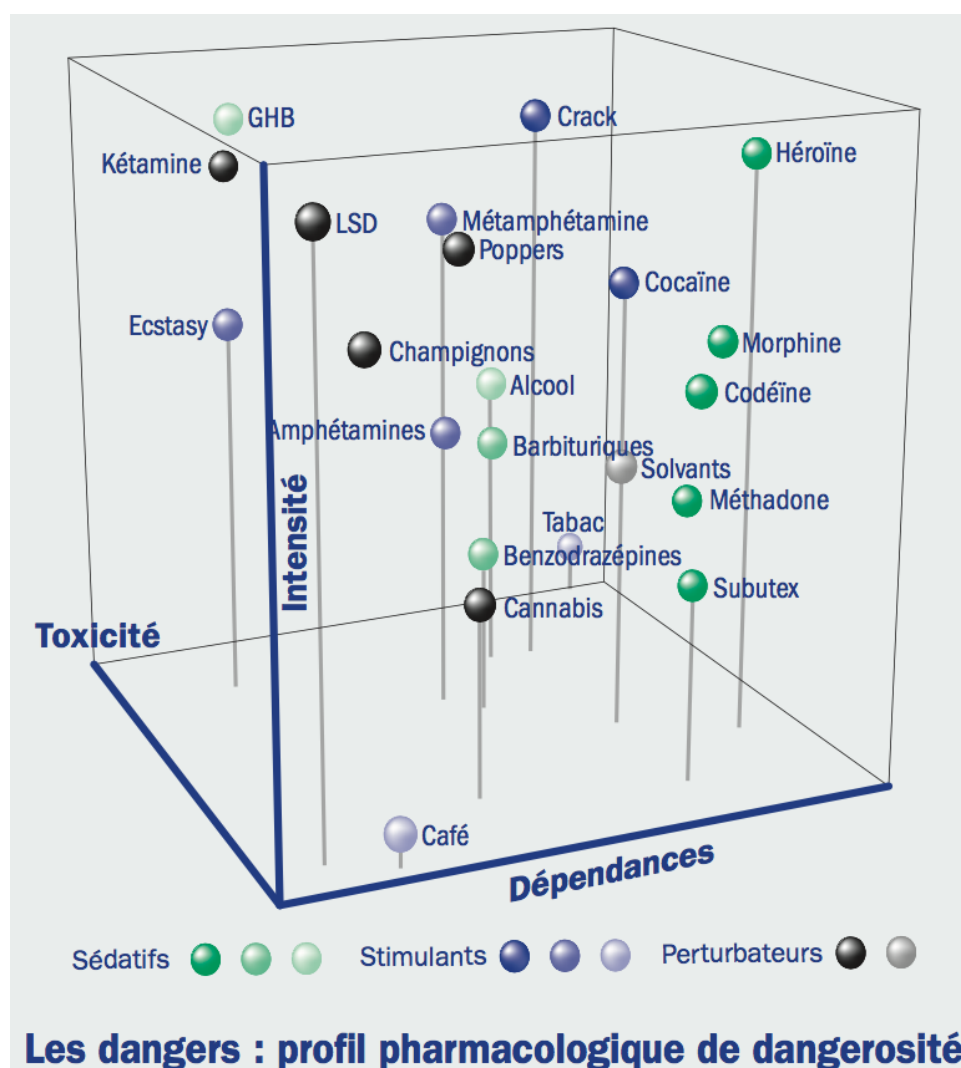 GHB
Crack
Kétamine
Héroïne
LSD
Métamphétamine
Poppers
Cocaïne
Ecstasy
Champignons
Morphine
Alcool
Codéïne
Amphétamines
Barbituriques
Solvants
Méthadone
Intensité
Tabac
Benzodrazépines
Subutex
Cannabis
Toxicité
Café
Dépendances
Sédatifs
Stimulants
Perturbateurs
Les dangers : profil pharmacologique de dangerosité